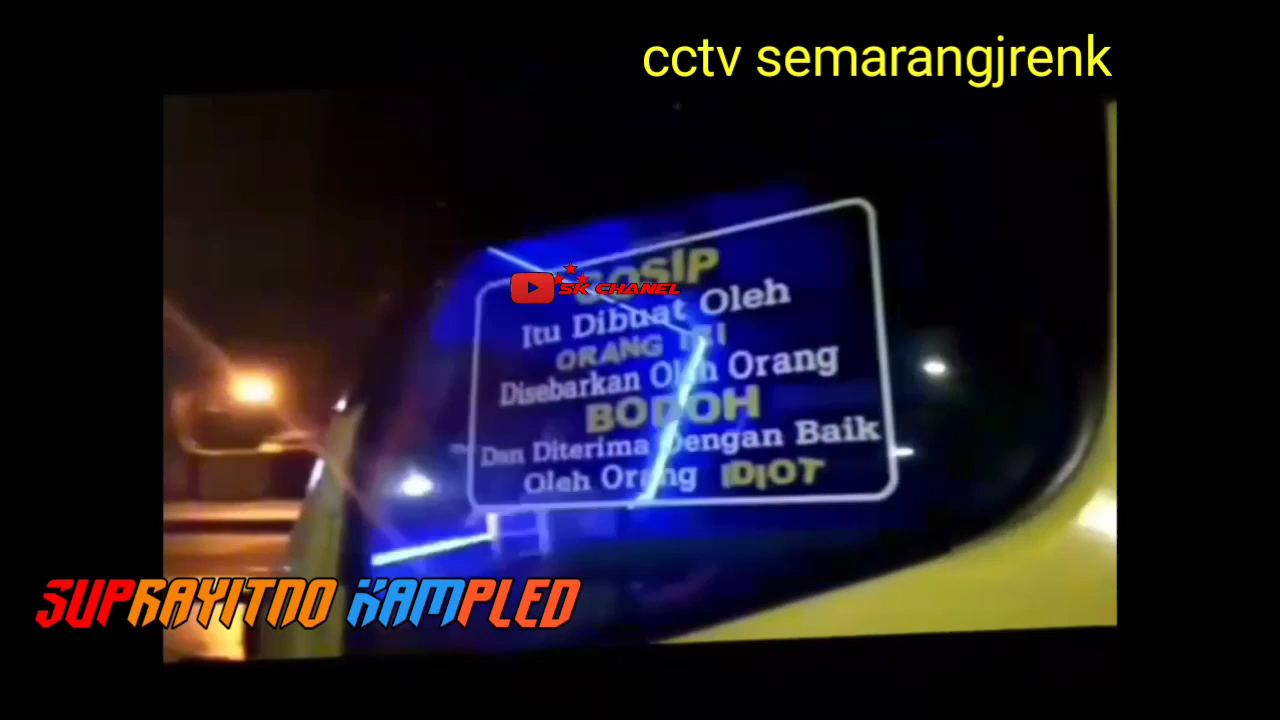 cctv semarangjrenk
GOSIP
SK CHANEL
Itu Dibuat Oleh
ORANG IRI
Disebarkan Oleh Orang
BODOH
Dan Diterima Dengan Baik
Oleh Orang IDIOT
SUPRAYITNO KAMPLED